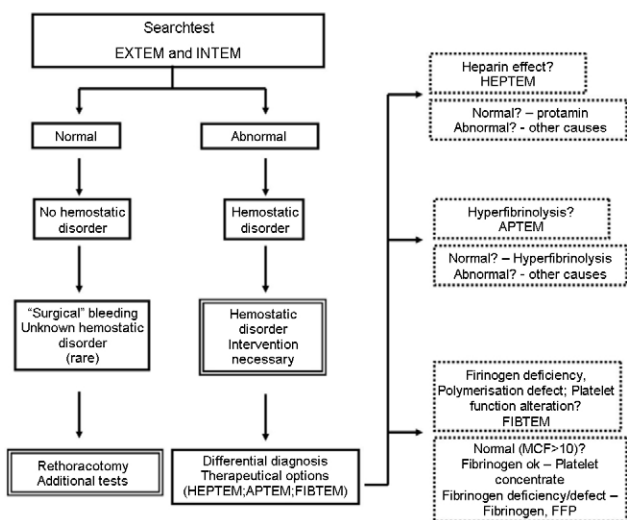 Searchtest
EXTEM and INTEM
Normal
Abnormal
No hemostatic
disorder
Hemostatic
disorder
"Surgical" bleeding
Unknown hemostatic
disorder
(rare)
Hemostatic
disorder
Intervention
necessary
Rethoracotomy
Additional tests
Differential diagnosis
Therapeutical options
(HEPTEM;APTEM;FIBTEM)
Heparin effect?
HEPTEM
Normal? – protamin
Abnormal? - other causes
Hyperfibrinolysis?
APTEM
Normal? – Hyperfibrinolysis
Abnormal? - other causes
Firinogen deficiency,
Polymerisation defect; Platelet
function alteration?
FIBTEM
Normal (MCF>10)?
Fibrinogen ok – Platelet
concentrate
Fibrinogen deficiency/defect –
Fibrinogen, FFP